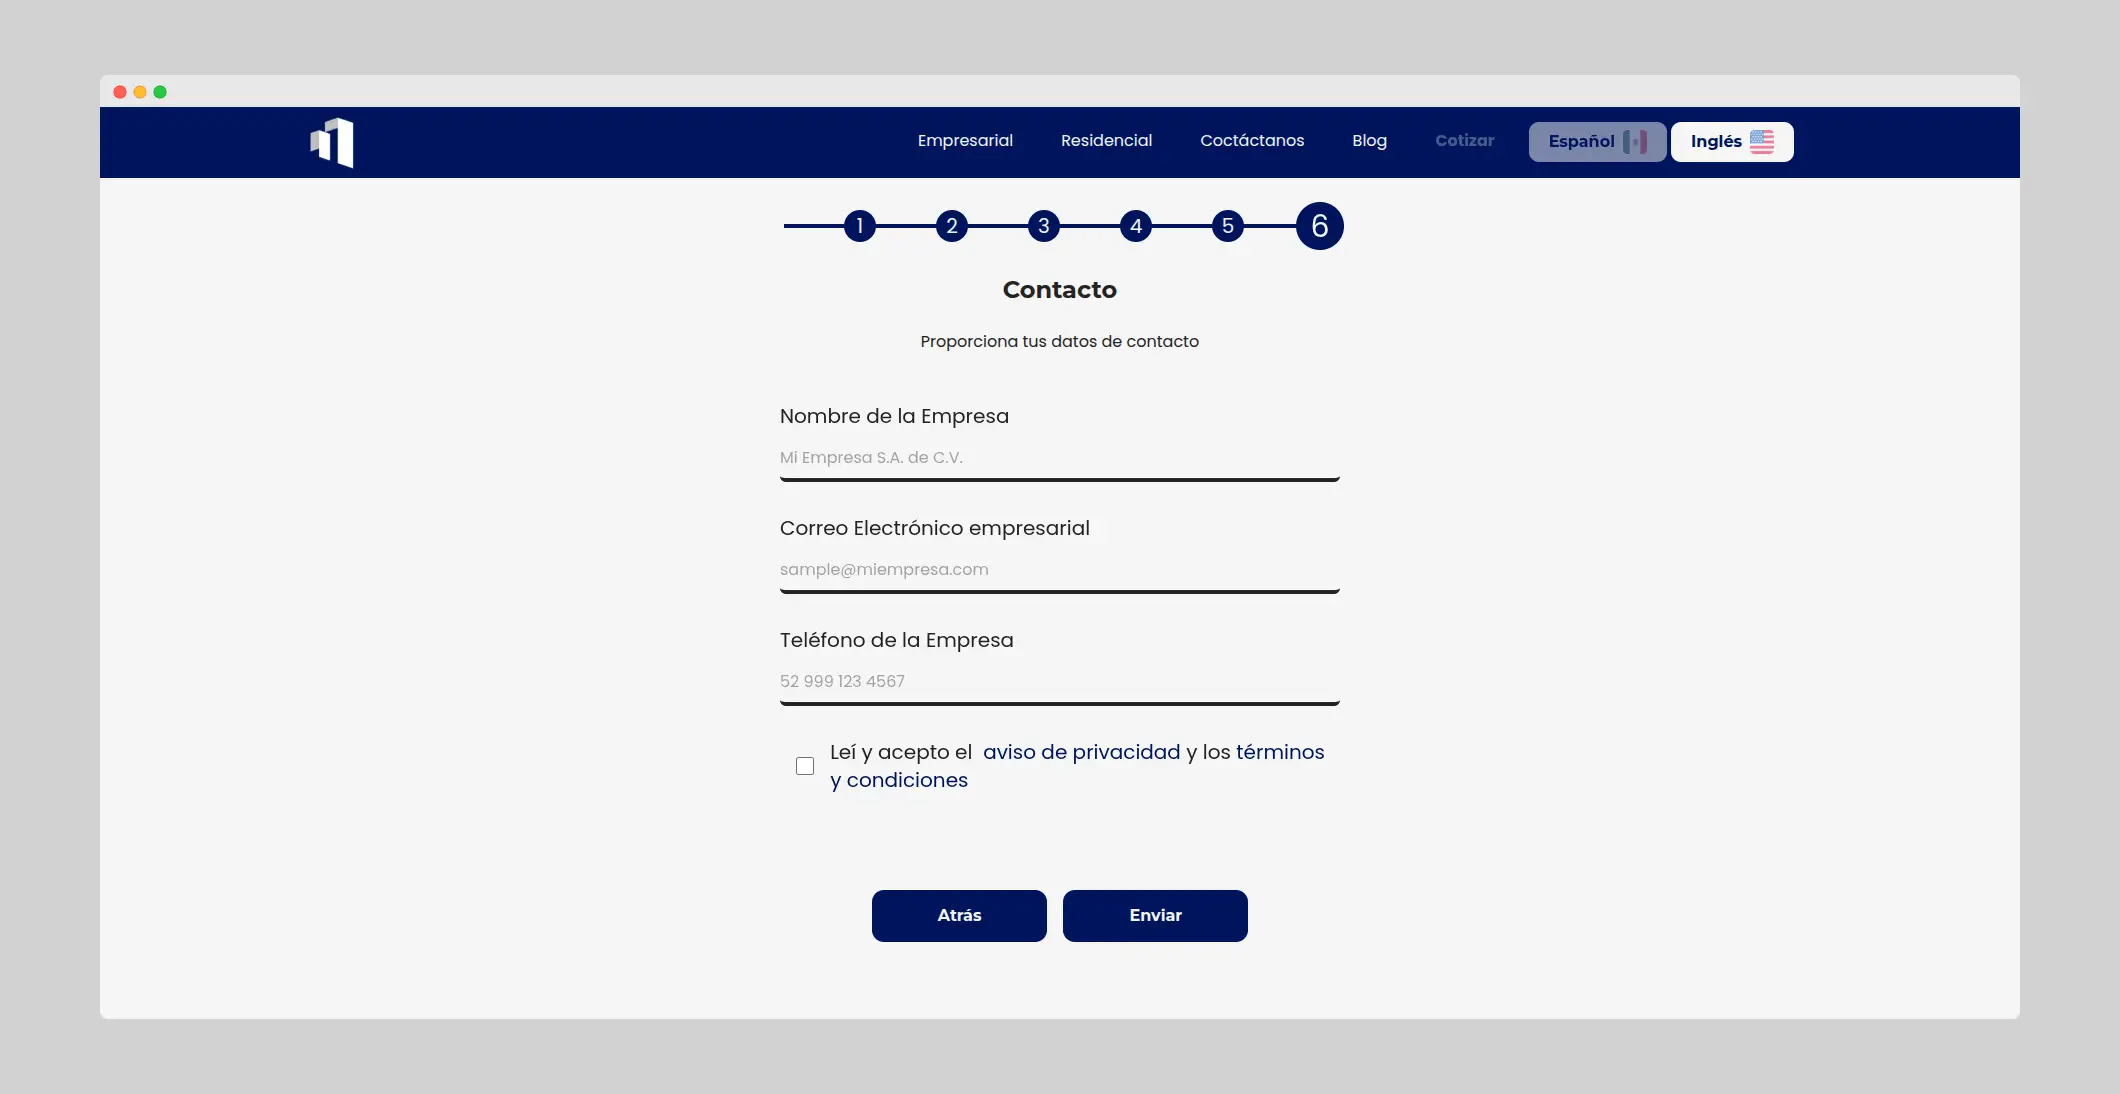 Empresarial Residencial Coctáctanos Blog Cotizar Español Inglés
1 2 3 4 5 6
Contacto
Proporciona tus datos de contacto
Nombre de la Empresa
Mi Empresa S.A. de C.V.
Correo Electrónico empresarial
sample@miempresa.com
Teléfono de la Empresa
52 999 123 4567
Leí y acepto el aviso de privacidad y los términos
y condiciones
Atrás Enviar